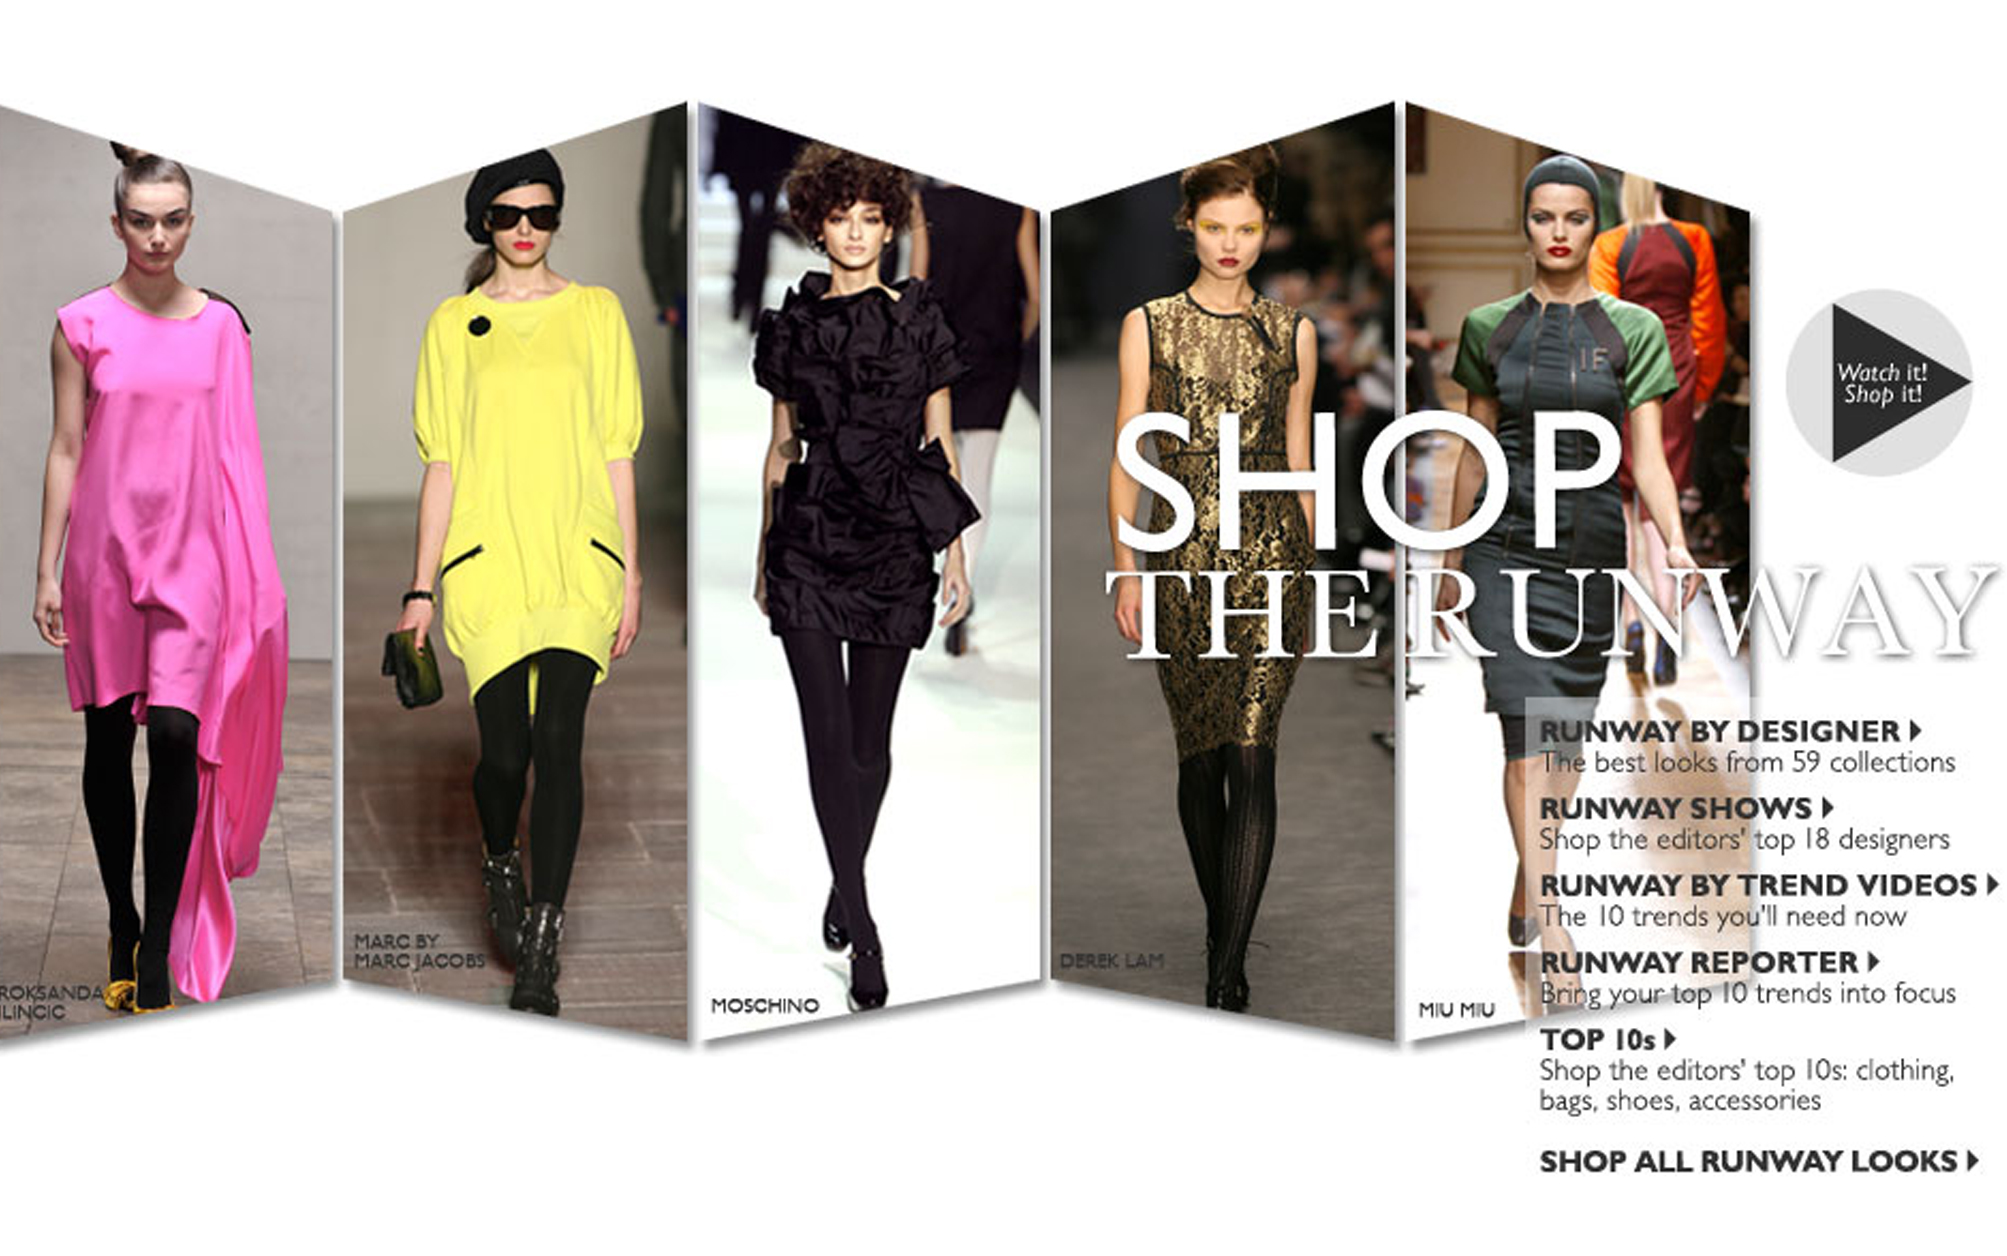 ROKSANDA
ILINCIC
MARC BY
MARC JACOBS
MOSCHINO
DEREK LAM
MIU MIU
IF
SHOP
THE RUNWAY
Watch it!
Shop it!
RUNWAY BY DESIGNER
The best looks from 59 collections
RUNWAY SHOWS
Shop the editors' top 18 designers
RUNWAY BY TREND VIDEOS
The 10 trends you'll need now
RUNWAY REPORTER
Bring your top 10 trends into focus
TOP 10s
Shop the editors' top 10s: clothing,
bags, shoes, accessories
SHOP ALL RUNWAY LOOKS